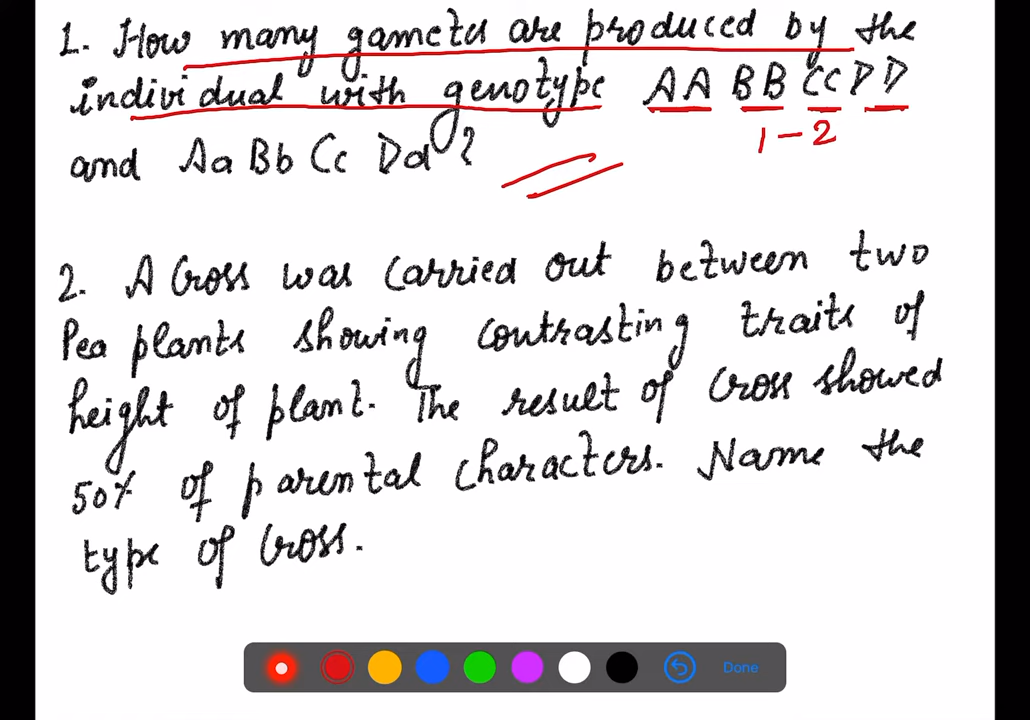 1. How many gametes are produced by the
individual with genotype AA BB Cc DD
1-2
and Aa Bb Cc Dd ?
2. A Cross was carried out between two
Pea plants showing contrasting traits of
height of plant. The result of cross showed
50% of parental characters. Name the
type of Cross.
Done